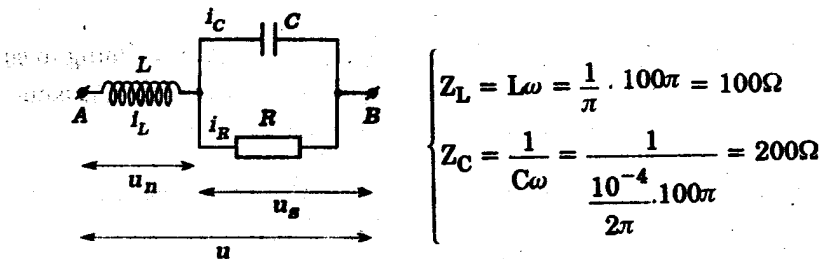 i_C C
L
A i_L i_R R B
u_n
u_s
u
Z_L = Lω = 1/π . 100π = 100Ω
Z_C = 1/Cω = 1/(10^{-4}/2π .100π) = 200Ω